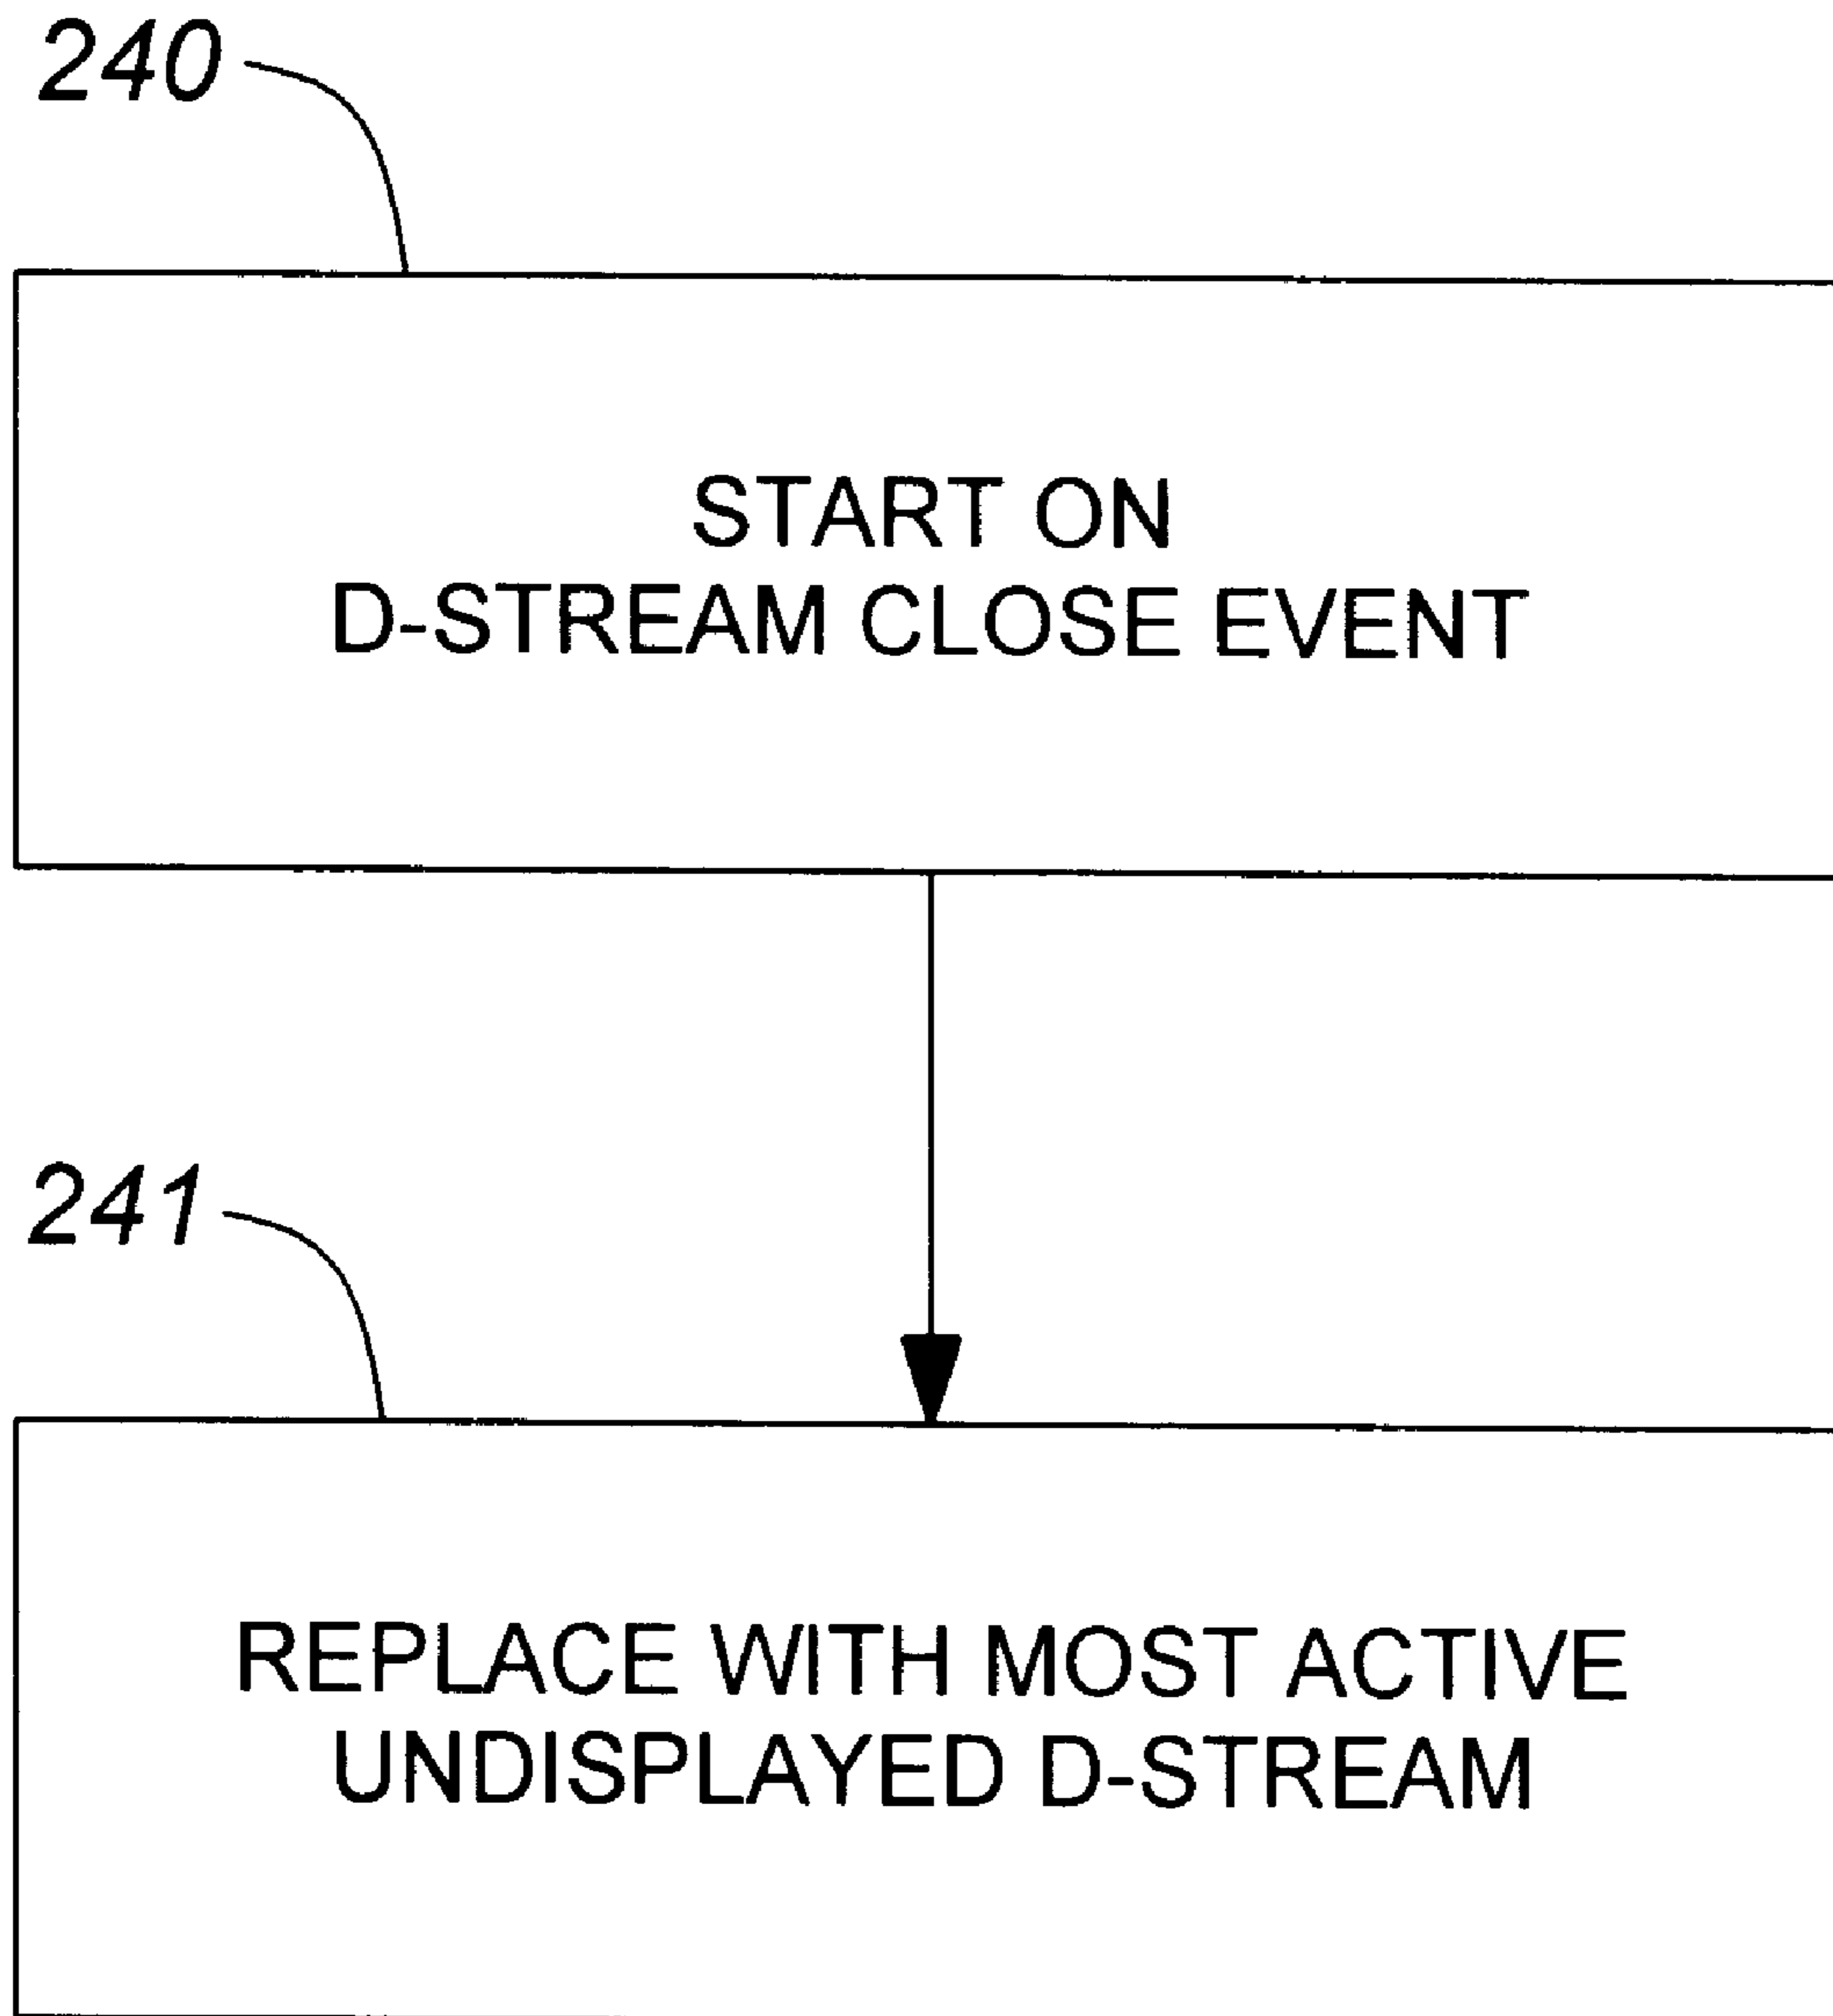 240
START ON
D-STREAM CLOSE EVENT
241
REPLACE WITH MOST ACTIVE
UNDISPLAYED D-STREAM